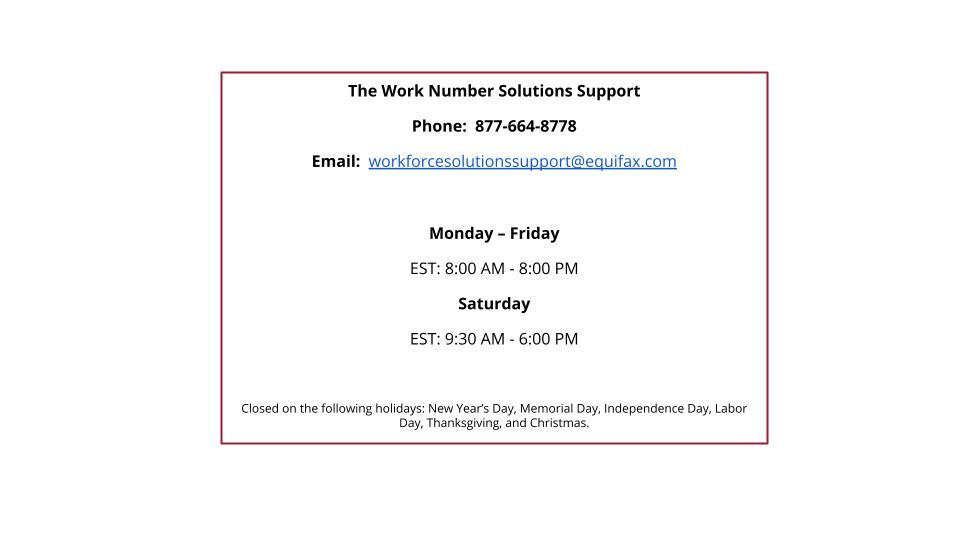 The Work Number Solutions Support
Phone:  877-664-8778
Email:  workforcesolutionssupport@equifax.com
Monday – Friday
EST: 8:00 AM - 8:00 PM
Saturday
EST: 9:30 AM - 6:00 PM
Closed on the following holidays: New Year’s Day, Memorial Day, Independence Day, Labor
Day, Thanksgiving, and Christmas.